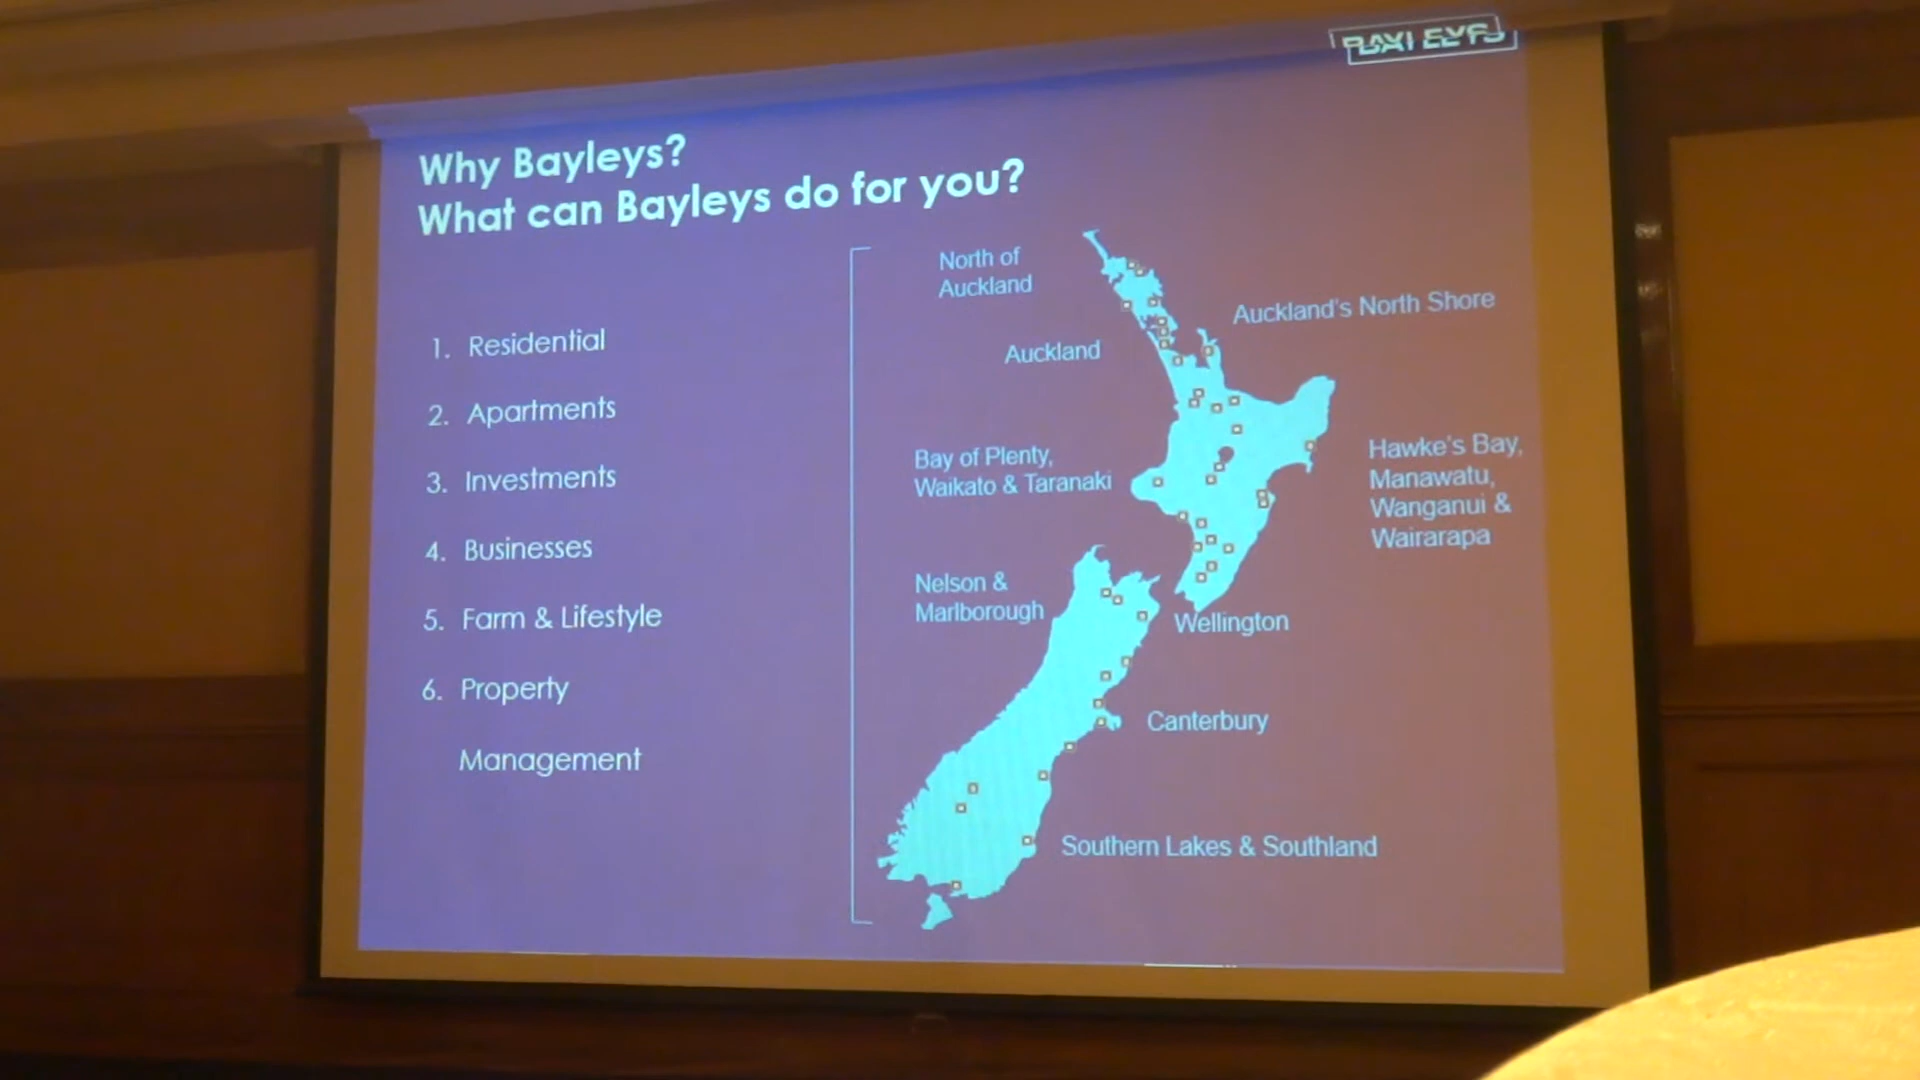 BAYLEYS
Why Bayleys?
What can Bayleys do for you?
1. Residential
2. Apartments
3. Investments
4. Businesses
5. Farm & Lifestyle
6. Property
Management
North of
Auckland
Auckland's North Shore
Auckland
Bay of Plenty,
Waikato & Taranaki
Hawke's Bay,
Manawatu,
Wanganui &
Wairarapa
Nelson &
Marlborough
Wellington
Canterbury
Southern Lakes & Southland